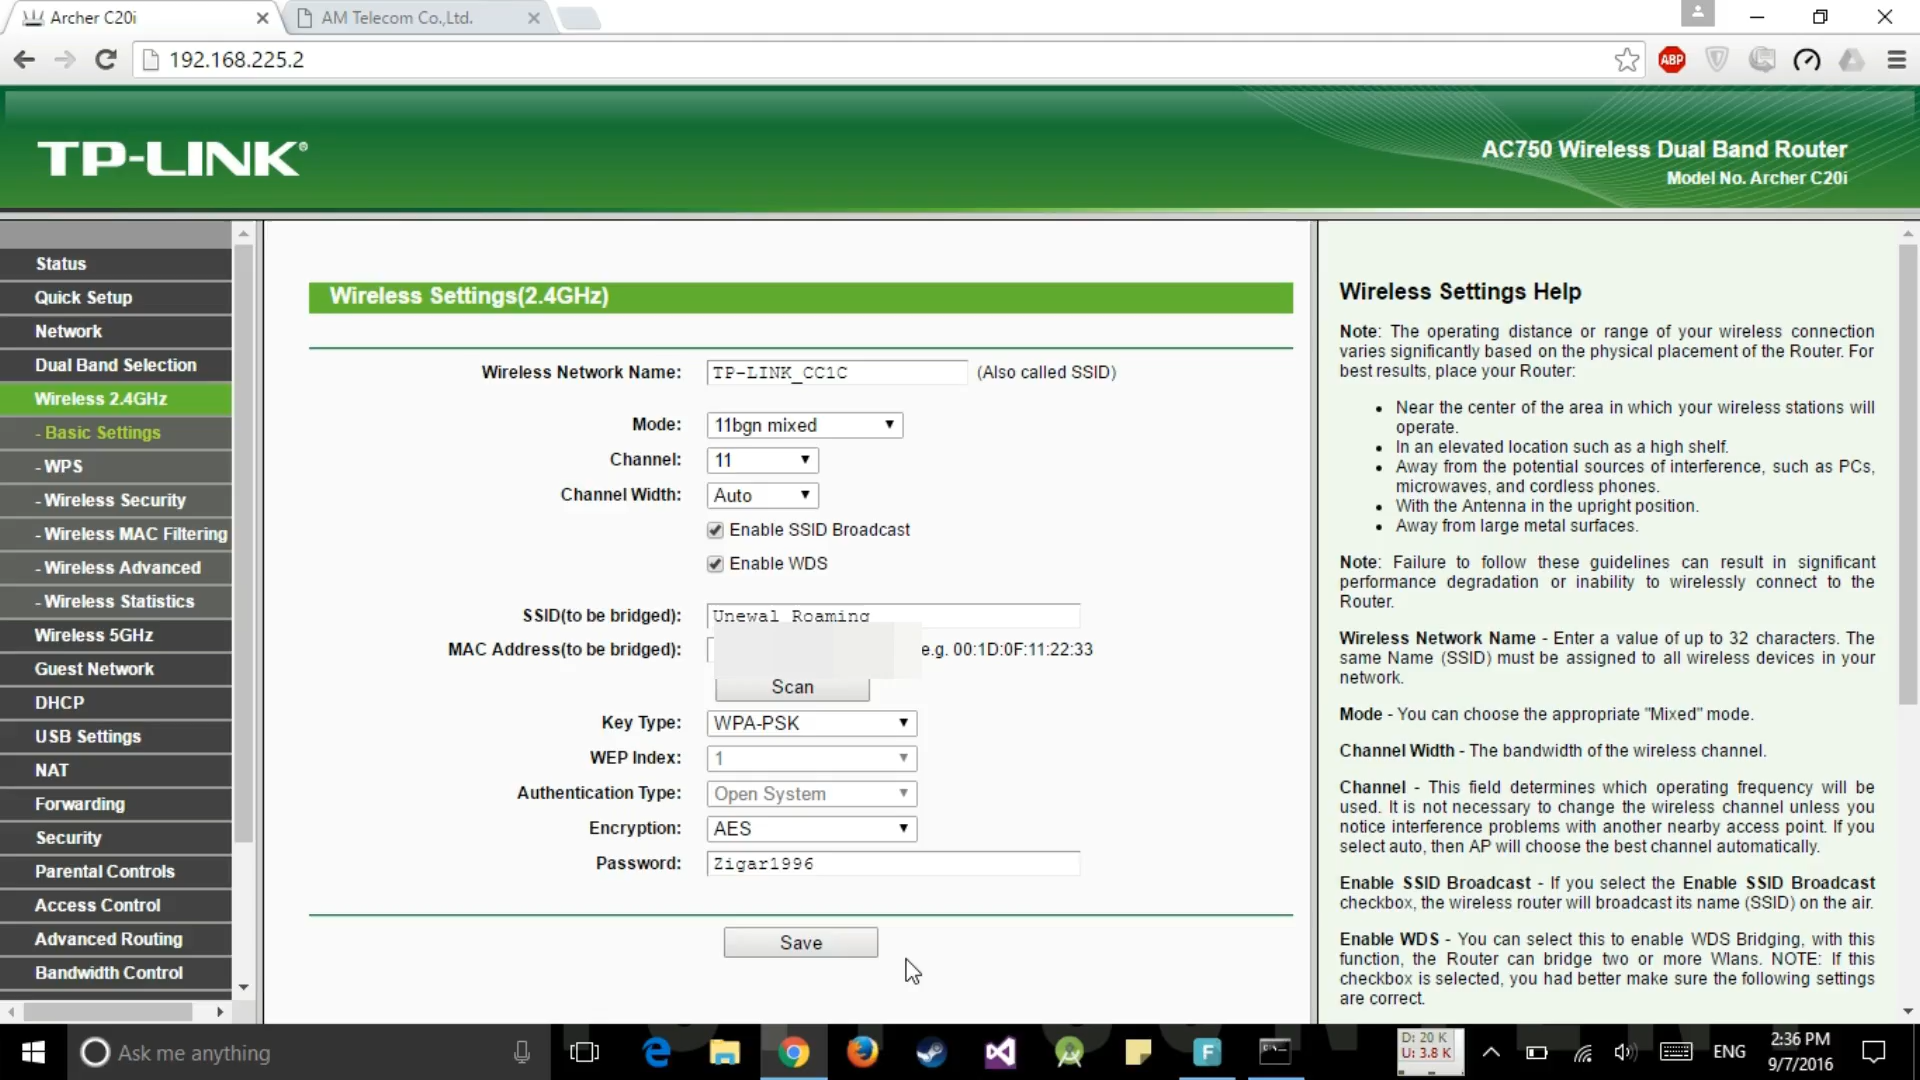 Archer C20i
AM Telecom Co.,Ltd.
192.168.225.2
ABP
TP-LINK®
AC750 Wireless Dual Band Router
Model No. Archer C20i
Status
Quick Setup
Network
Dual Band Selection
Wireless 2.4GHz
- Basic Settings
- WPS
- Wireless Security
- Wireless MAC Filtering
- Wireless Advanced
- Wireless Statistics
Wireless 5GHz
Guest Network
DHCP
USB Settings
NAT
Forwarding
Security
Parental Controls
Access Control
Advanced Routing
Bandwidth Control
Wireless Settings(2.4GHz)
Wireless Network Name: TP-LINK_CC1C (Also called SSID)
Mode: 11bgn mixed
Channel: 11
Channel Width: Auto
Enable SSID Broadcast
Enable WDS
SSID(to be bridged): Unewal Roaming
MAC Address(to be bridged): e.g. 00:1D:0F:11:22:33
Scan
Key Type: WPA-PSK
WEP Index: 1
Authentication Type: Open System
Encryption: AES
Password: Zigar1996
Save
Wireless Settings Help
Note: The operating distance or range of your wireless connection
varies significantly based on the physical placement of the Router. For
best results, place your Router:
• Near the center of the area in which your wireless stations will
operate.
• In an elevated location such as a high shelf.
• Away from the potential sources of interference, such as PCs,
microwaves, and cordless phones.
• With the Antenna in the upright position.
• Away from large metal surfaces.
Note: Failure to follow these guidelines can result in significant
performance degradation or inability to wirelessly connect to the
Router.
Wireless Network Name - Enter a value of up to 32 characters. The
same Name (SSID) must be assigned to all wireless devices in your
network.
Mode - You can choose the appropriate "Mixed" mode.
Channel Width - The bandwidth of the wireless channel.
Channel - This field determines which operating frequency will be
used. It is not necessary to change the wireless channel unless you
notice interference problems with another nearby access point. If you
select auto, then AP will choose the best channel automatically.
Enable SSID Broadcast - If you select the Enable SSID Broadcast
checkbox, the wireless router will broadcast its name (SSID) on the air.
Enable WDS - You can select this to enable WDS Bridging, with this
function, the Router can bridge two or more Wlans. NOTE: If this
checkbox is selected, you had better make sure the following settings
are correct.
Ask me anything
F
D: 20 K
U: 3.8 K
ENG
2:36 PM
9/7/2016